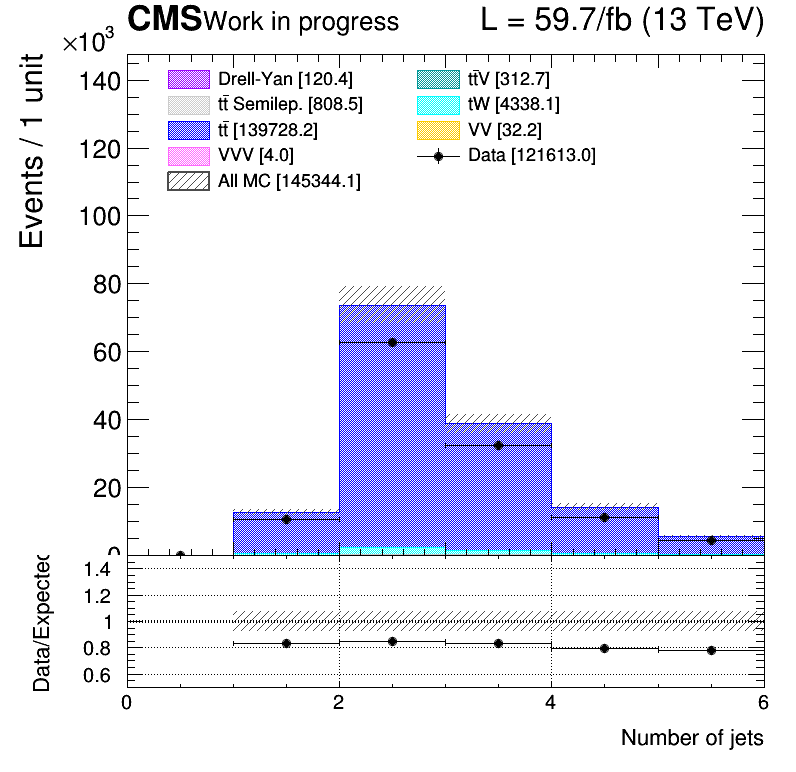 CMS Work in progress L = 59.7/fb (13 TeV)
×10³
Events / 1 unit
140
120
100
80
60
40
20
0
Drell-Yan [120.4]
tt̄ Semilep. [808.5]
tt̄ [139728.2]
VVV [4.0]
All MC [145344.1]
tt̄V [312.7]
tW [4338.1]
VV [32.2]
Data [121613.0]
Data/Expected
1.4
1.2
1
0.8
0.6
0 2 4 6
Number of jets